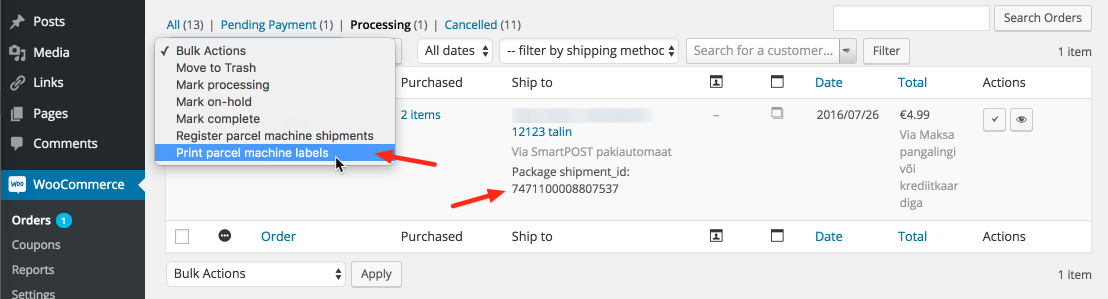 Posts
Media
Links
Pages
Comments
WooCommerce
Orders 1
Coupons
Reports
Settings
All (13) | Pending Payment (1) | Processing (1) | Cancelled (11)
Search Orders
✓ Bulk Actions
Move to Trash
Mark processing
Mark on-hold
Mark complete
Register parcel machine shipments
Print parcel machine labels
All dates
-- filter by shipping method
Search for a customer...
Filter
1 item
Purchased Ship to Date Total Actions
2 items
12123 talin
Via SmartPOST pakiautomaat
Package shipment_id:
7471100008807537
–
2016/07/26
€4.99
Via Maksa
pangalingi
või
krediitkaar
diga
Order Purchased Ship to Date Total Actions
Bulk Actions
Apply
1 item